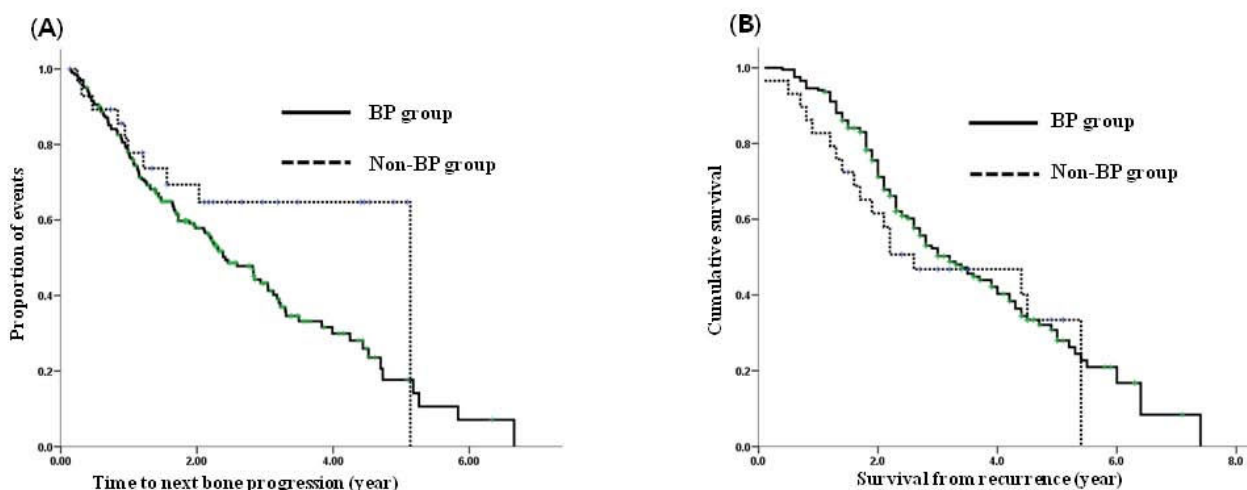 (A)
Proportion of events
1.0
0.8
0.6
0.4
0.2
0.0
0.00
2.00
4.00
6.00
BP group
Non-BP group
Time to next bone progression (year)
(B)
Cumulative survival
1.0
0.8
0.6
0.4
0.2
0.0
0.0
2.0
4.0
6.0
8.0
BP group
Non-BP group
Survival from recurrence (year)